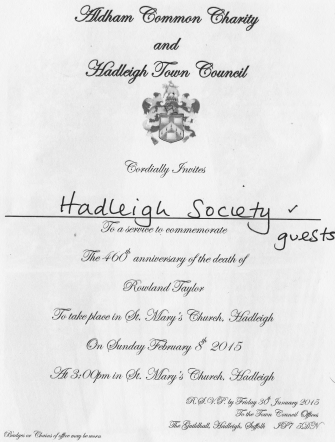 Aldham Common Charity
and
Hadleigh Town Council
Cordially Invites
Hadleigh Society ✓
guests
To a service to commemorate
The 460th anniversary of the death of
Rowland Taylor
To take place in St. Mary's Church, Hadleigh
On Sunday February 8th 2015
At 3:00pm in St. Mary's Church, Hadleigh
R.S.V.P. by Friday 30th January 2015
To the Town Council Offices
The Guildhall, Hadleigh, Suffolk IP7 5DN
Badges or Chains of office may be worn